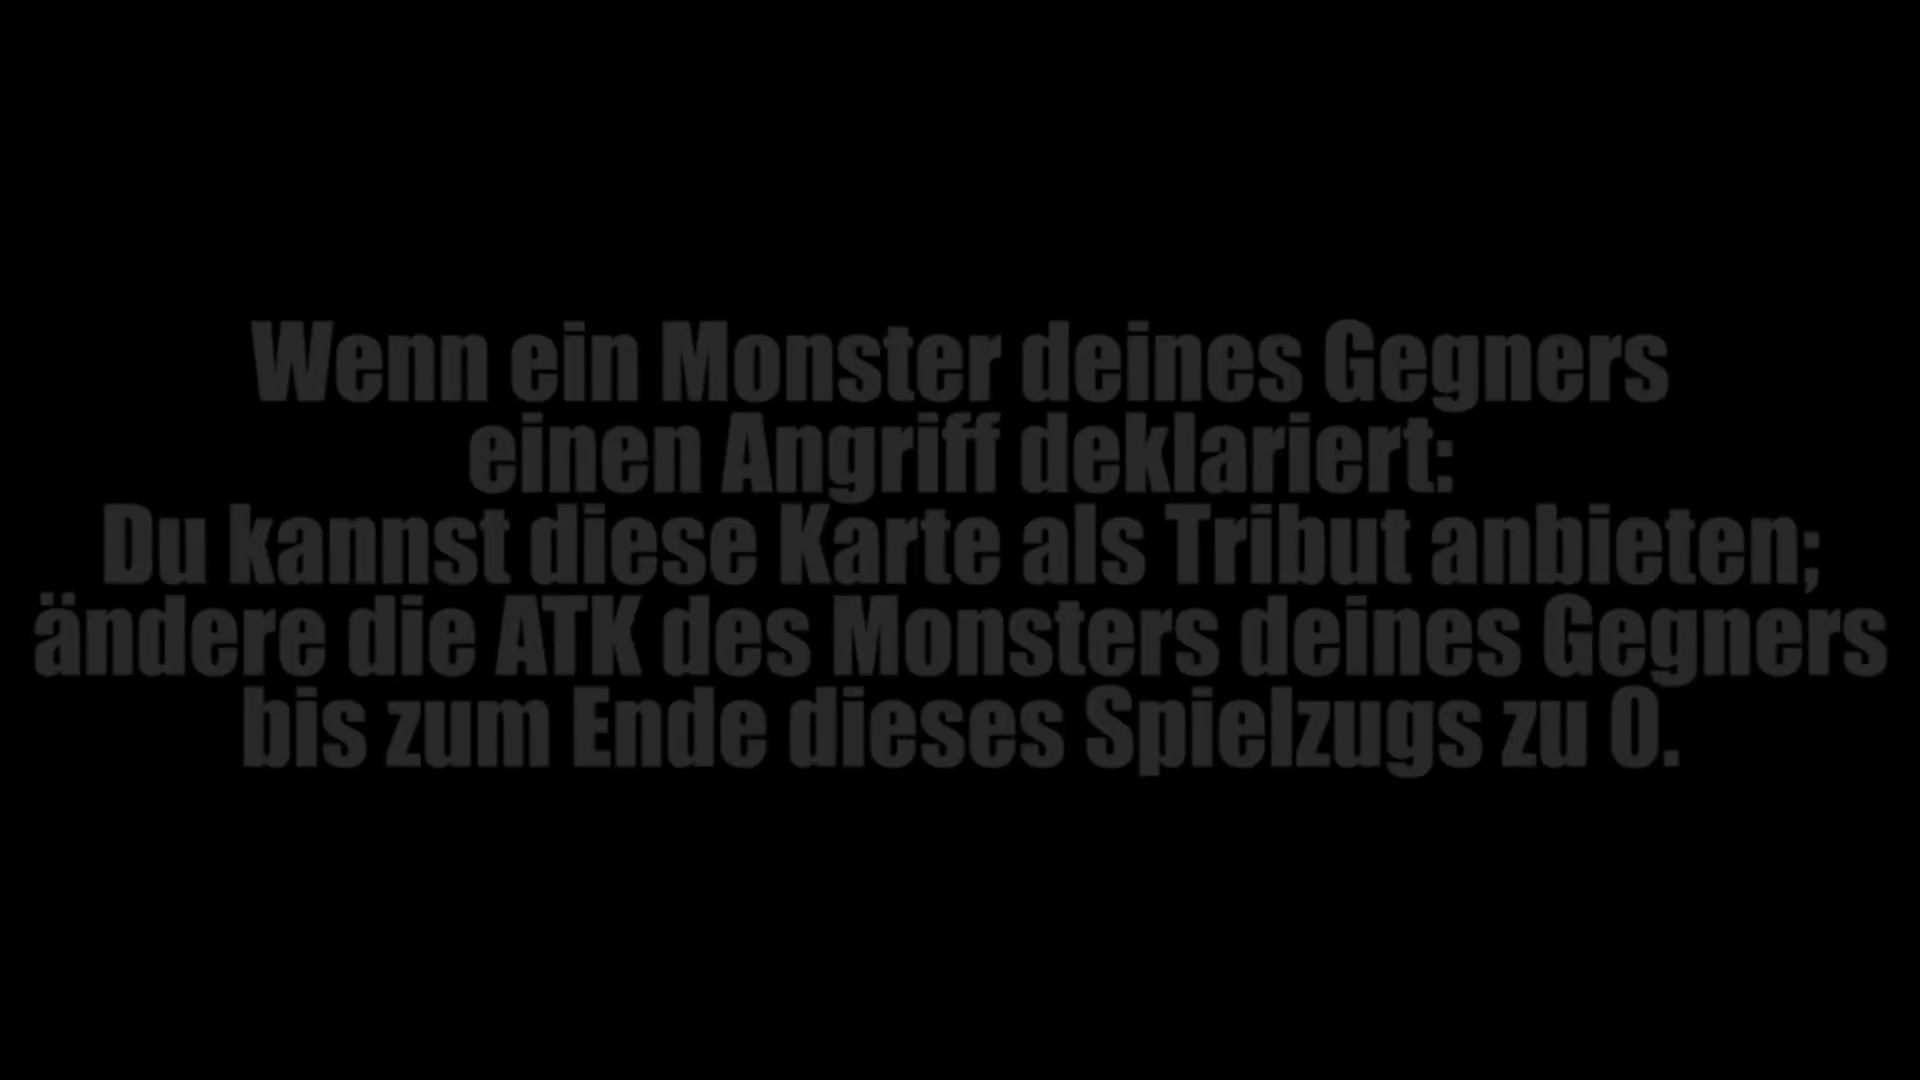 Wenn ein Monster deines Gegners
einen Angriff deklariert:
Du kannst diese Karte als Tribut anbieten;
ändere die ATK des Monsters deines Gegners
bis zum Ende dieses Spielzugs zu 0.